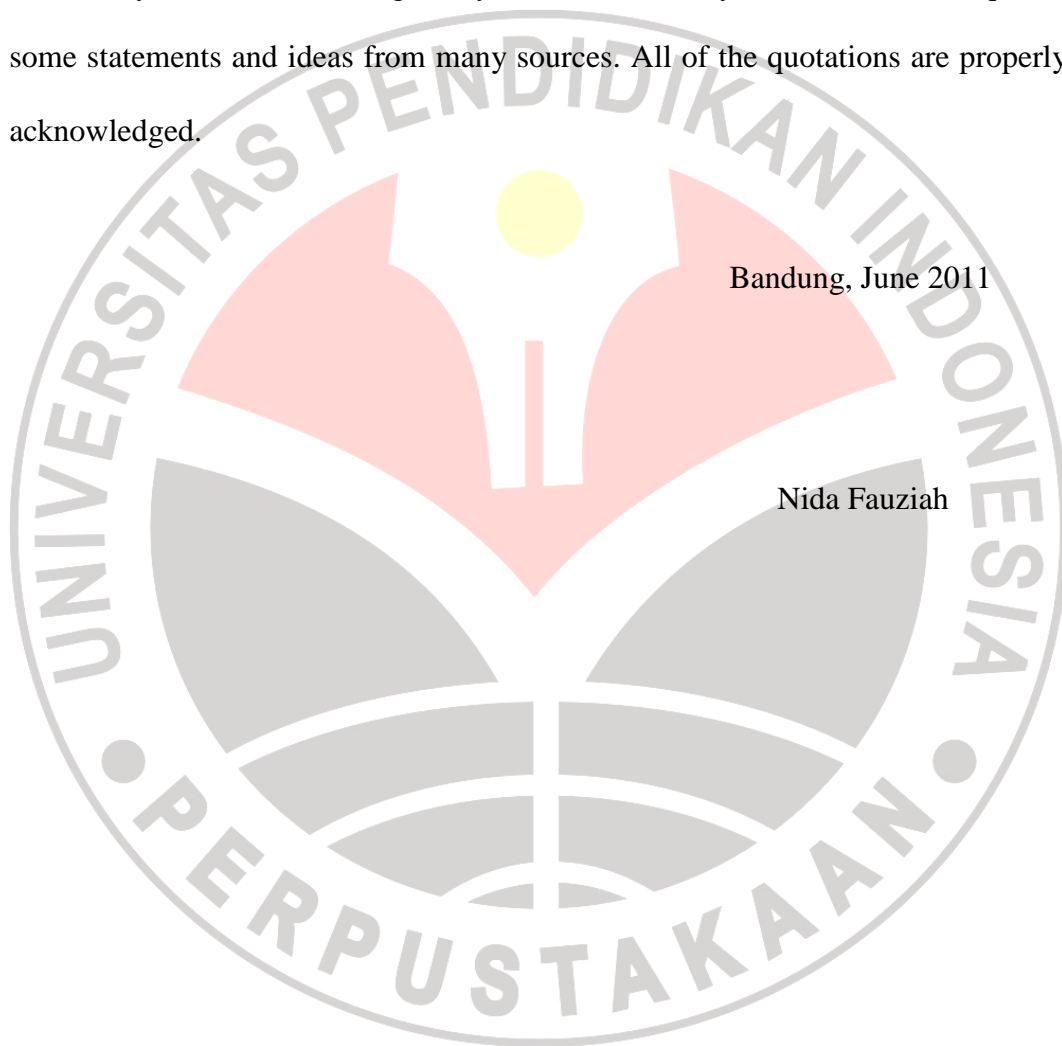 some statements and ideas from many sources. All of the quotations are properly
acknowledged.
UNIVERSITAS PENDIDIKAN INDONESIA
Bandung, June 2011
Nida Fauziah
PERPUSTAKAAN